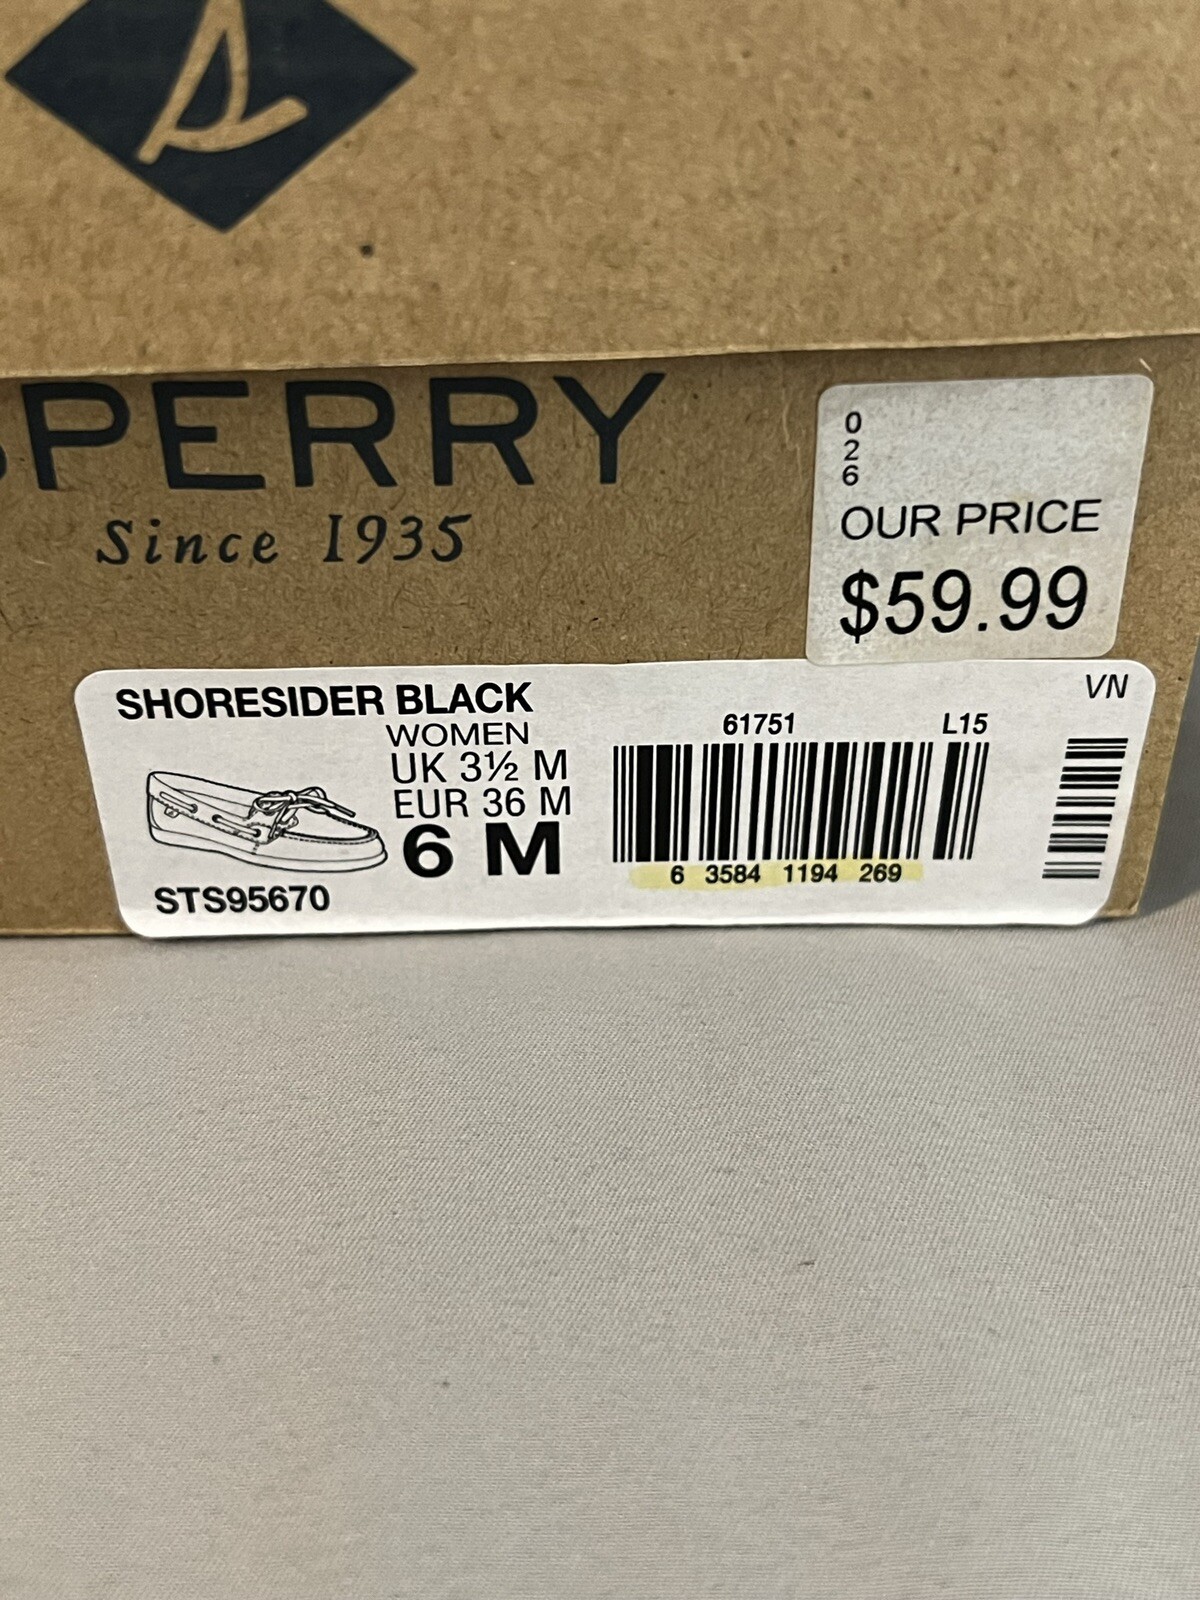 SPERRY
Since 1935
0
2
6
OUR PRICE
$59.99
SHORESIDER BLACK
WOMEN
UK 3½ M
EUR 36 M
6 M
STS95670
61751 L15
6 3584 1194 269
VN